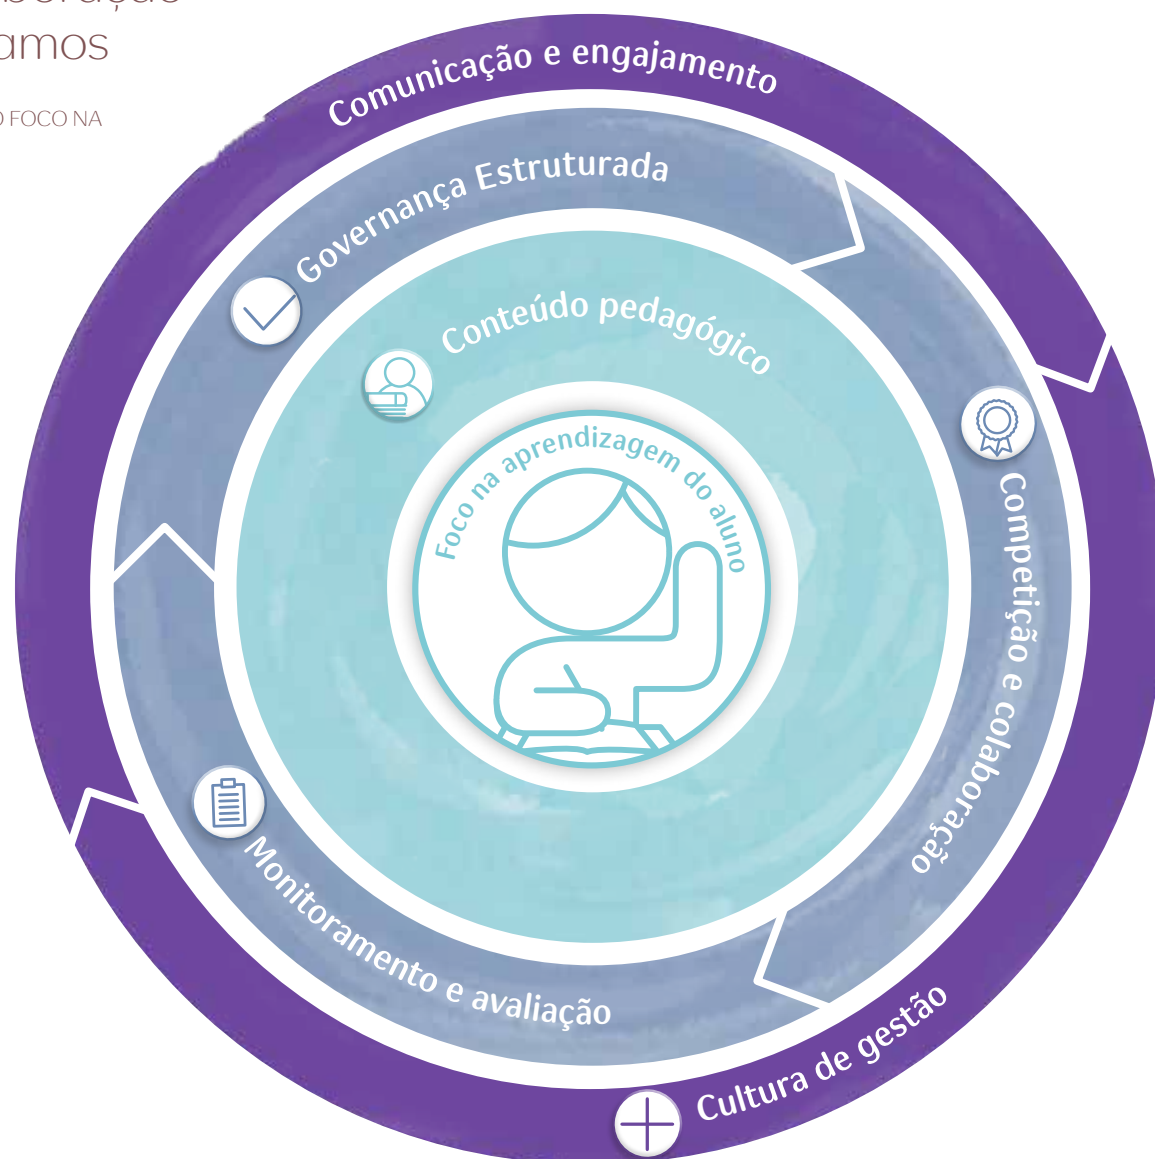 amos
FOCO NA
Comunicação e engajamento
Governança Estruturada
Conteúdo pedagógico
Foco na aprendizagem do aluno
Competição e colaboração
Monitoramento e avaliação
Cultura de gestão